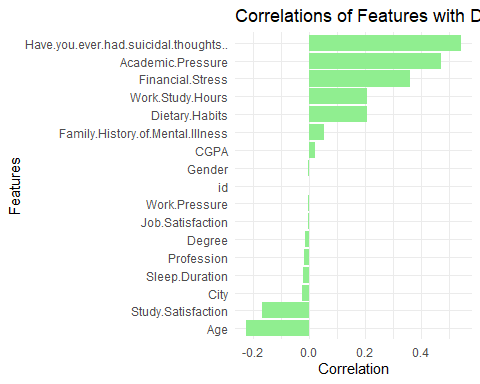 Correlations of Features with D
Have.you.ever.had.suicidal.thoughts..
Academic.Pressure
Financial.Stress
Work.Study.Hours
Dietary.Habits
Family.History.of.Mental.Illness
CGPA
Gender
id
Work.Pressure
Job.Satisfaction
Degree
Profession
Sleep.Duration
City
Study.Satisfaction
Age
Features
-0.2 0.0 0.2 0.4
Correlation